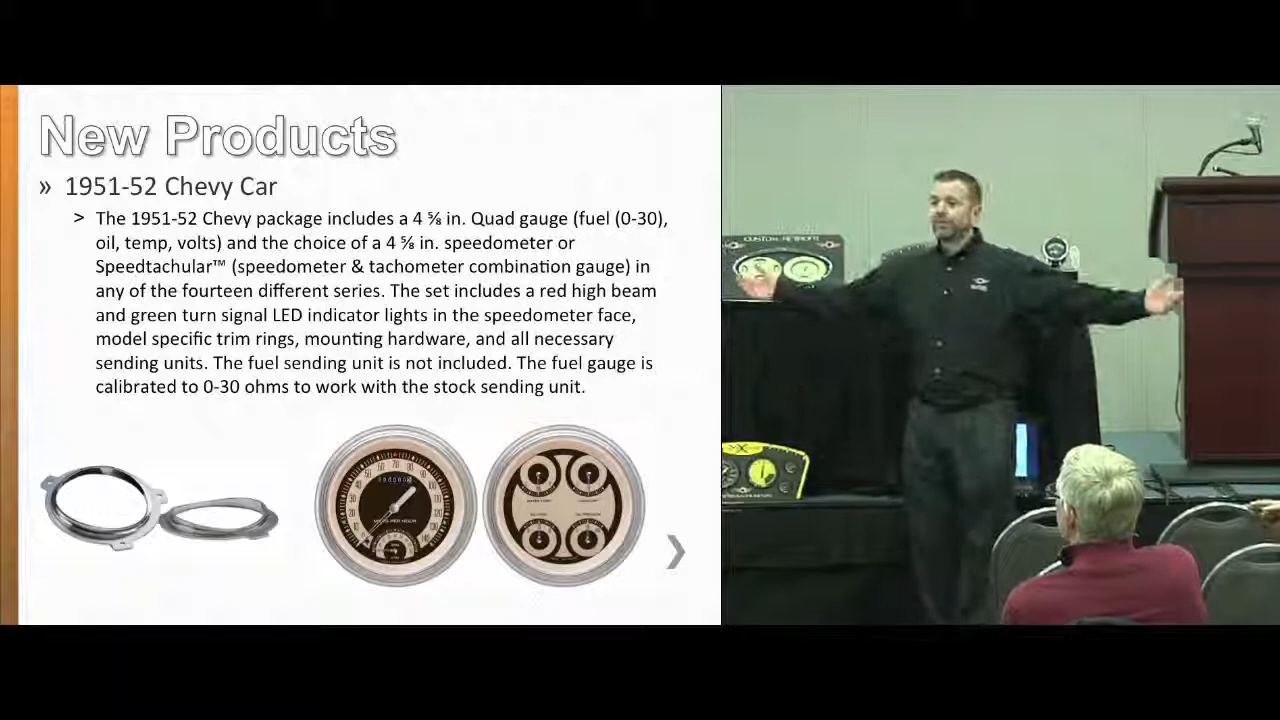 New Products
» 1951-52 Chevy Car
> The 1951-52 Chevy package includes a 4 ⅝ in. Quad gauge (fuel (0-30),
oil, temp, volts) and the choice of a 4 ⅝ in. speedometer or
Speedtachular™ (speedometer & tachometer combination gauge) in
any of the fourteen different series. The set includes a red high beam
and green turn signal LED indicator lights in the speedometer face,
model specific trim rings, mounting hardware, and all necessary
sending units. The fuel sending unit is not included. The fuel gauge is
calibrated to 0-30 ohms to work with the stock sending unit.